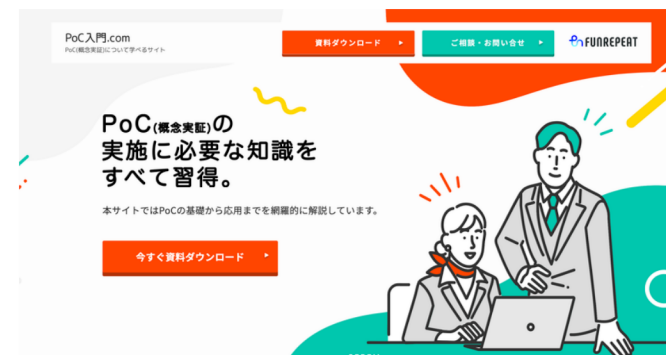 PoC入門.com
PoC(概念実証)について学べるサイト
資料ダウンロード
ご相談・お問い合せ
FUNREPEAT
PoC(概念実証)の
実施に必要な知識を
すべて習得。
本サイトではPoCの基礎から応用までを網羅的に解説しています。
今すぐ資料ダウンロード